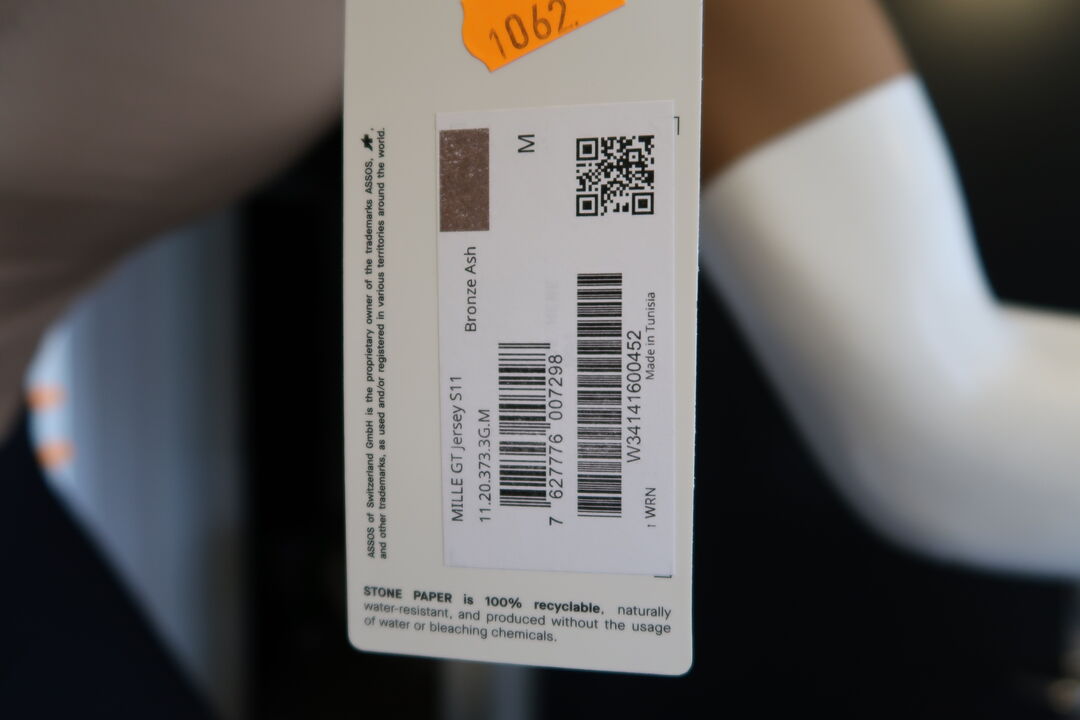 1062.
ASSOS of Switzerland GmbH is the proprietary owner of the trademarks ASSOS, ,
and other trademarks, as used and/or registered in various territories around the world.
M
MILLE GT Jersey S11 Bronze Ash
11.20.373.3G.M
7 627776 007298
W34141600452
↑ WRN Made in Tunisia
STONE PAPER is 100% recyclable, naturally
water-resistant, and produced without the usage
of water or bleaching chemicals.